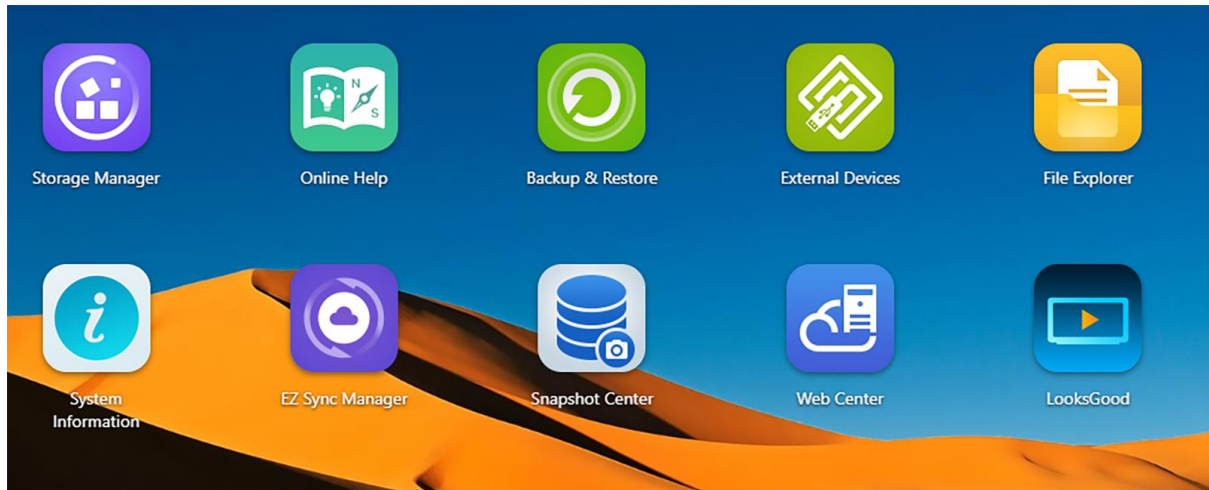 N
S
Storage Manager
Online Help
Backup & Restore
External Devices
File Explorer
i
System
Information
EZ Sync Manager
Snapshot Center
Web Center
LooksGood